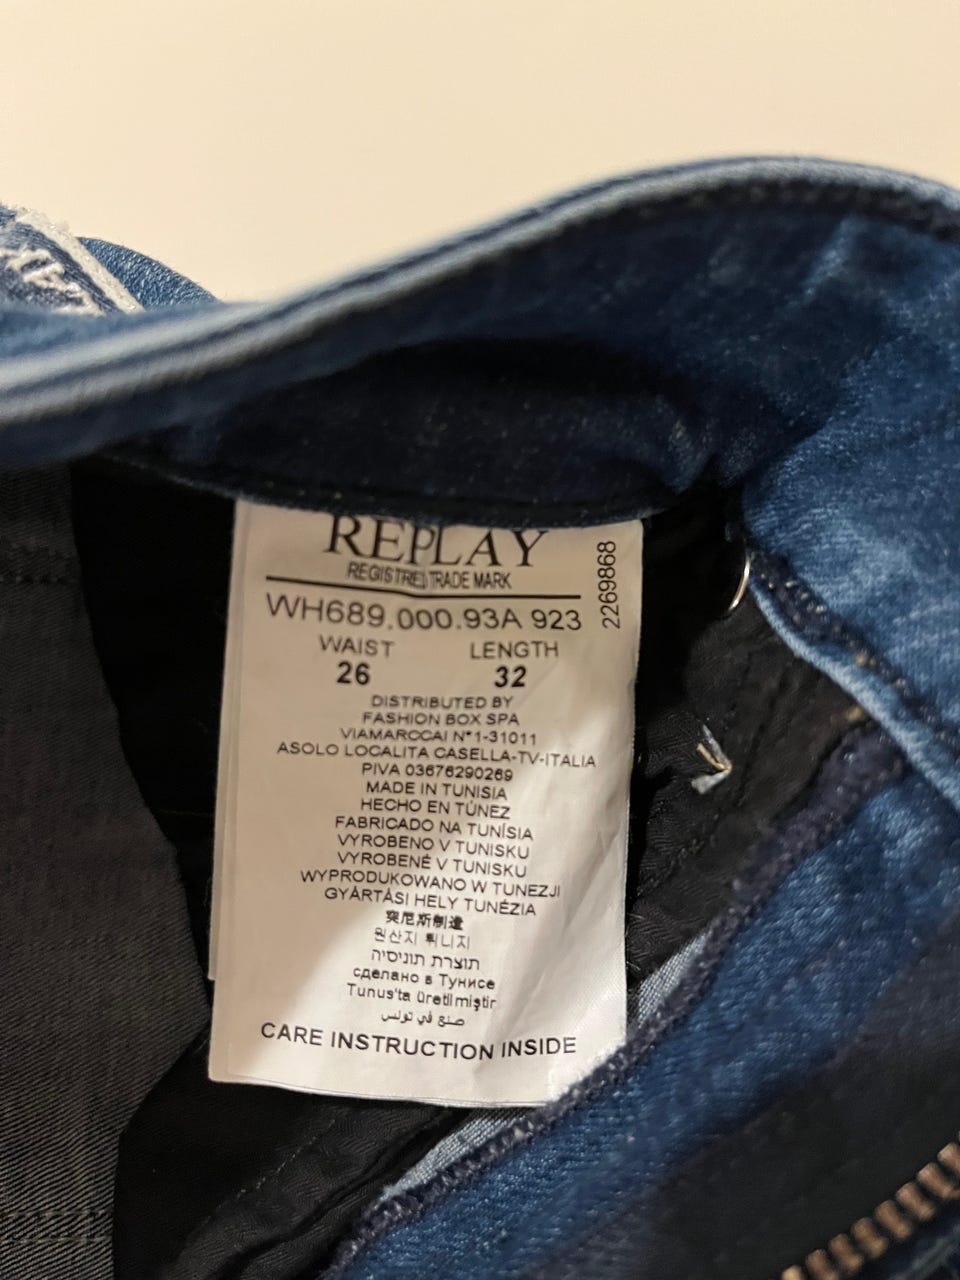 REPLAY
REGISTRED TRADE MARK
WH689.000.93A 923
2269868
WAIST LENGTH
26 32
DISTRIBUTED BY
FASHION BOX SPA
VIAMARCCAI N°1-31011
ASOLO LOCALITA CASELLA-TV-ITALIA
PIVA 03676290269
MADE IN TUNISIA
HECHO EN TÚNEZ
FABRICADO NA TUNÍSIA
VYROBENO V TUNISKU
VYROBENÉ V TUNISKU
WYPRODUKOWANO W TUNEZJI
GYÁRTÁSI HELY TUNÉZIA
突尼斯制造
원산지 튀니지
תוצרת תוניסיה
сделано в Тунисе
Tunus'ta üretilmiştir
صنع في تونس
CARE INSTRUCTION INSIDE